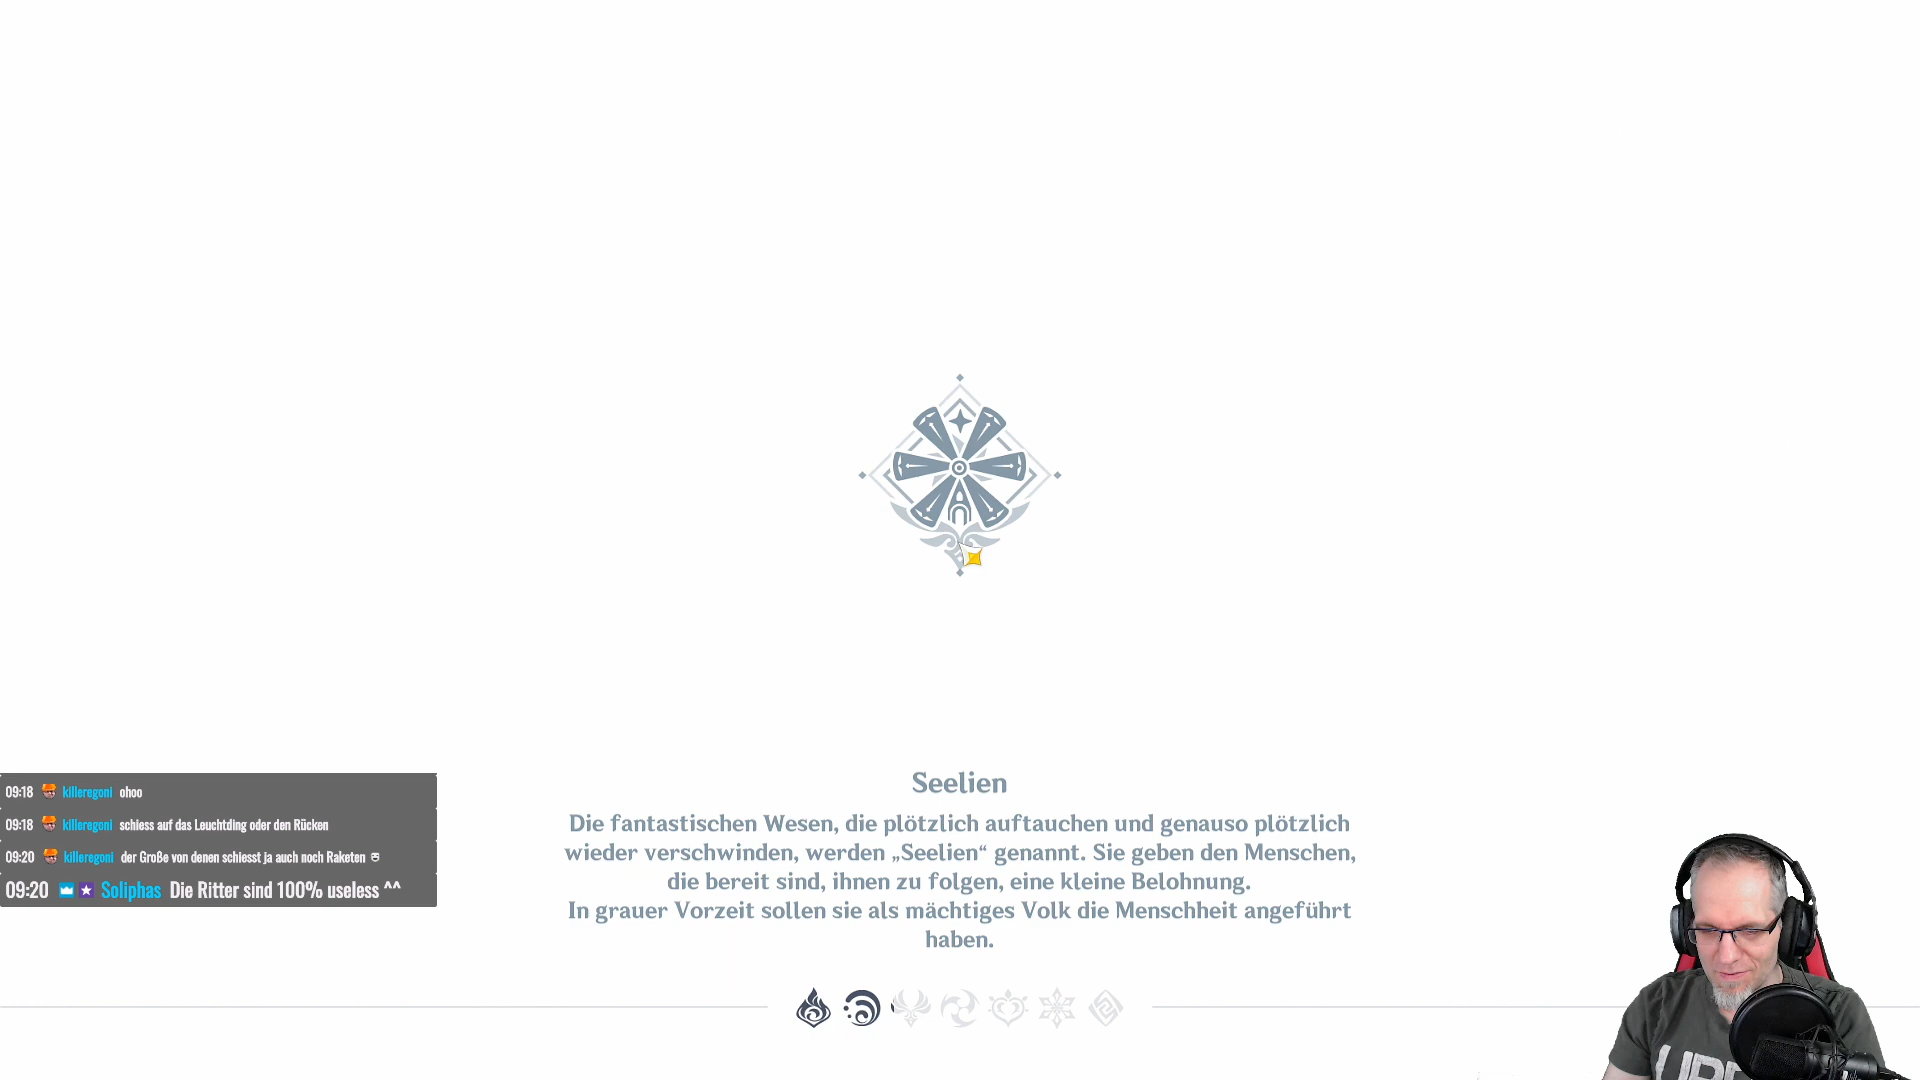 Seelien
Die fantastischen Wesen, die plötzlich auftauchen und genauso plötzlich
wieder verschwinden, werden „Seelien“ genannt. Sie geben den Menschen,
die bereit sind, ihnen zu folgen, eine kleine Belohnung.
In grauer Vorzeit sollen sie als mächtiges Volk die Menschheit angeführt
haben.
09:18 killeregoni ohoo
09:18 killeregoni schiess auf das Leuchtding oder den Rücken
09:20 killeregoni der Große von denen schiesst ja auch noch Raketen
09:20 Soliphas Die Ritter sind 100% useless ^^